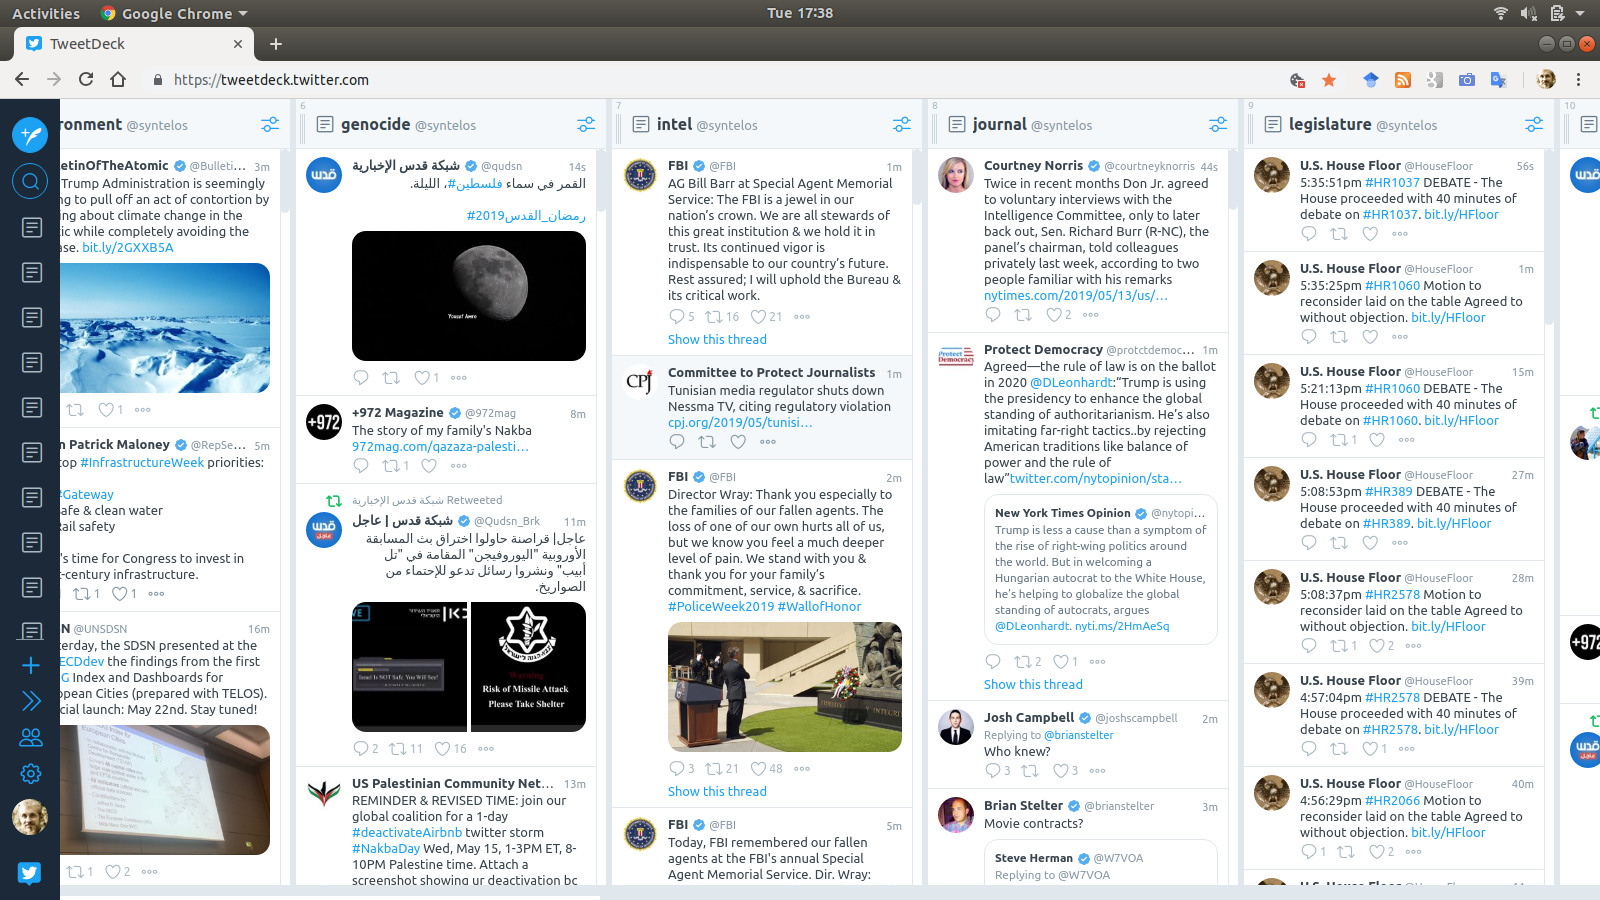 Activities
Google Chrome
Tue 17:38
TweetDeck
https://tweetdeck.twitter.com
ronment @syntelos
letinOfTheAtomic @Bulleti... 3m
Trump Administration is seemingly
ng to pull off an act of contortion by
ing about climate change in the
tic while completely avoiding the
ase. bit.ly/2GXXB5A
1
n Patrick Maloney @RepSe... 5m
top #InfrastructureWeek priorities:
#Gateway
afe & clean water
Rail safety
's time for Congress to invest in
t-century infrastructure.
1 1
N @UNSDSN 16m
terday, the SDSN presented at the
ECDdev the findings from the first
G Index and Dashboards for
opean Cities (prepared with TELOS).
cial launch: May 22nd. Stay tuned!
1 2
6
genocide @syntelos
شبكة قدس الإخبارية @qudsn 14s
القمر في سماء فلسطين#، الليلة.
#رمضان_القدس2019
Yousef Amro
1
+972
+972 Magazine @972mag 8m
The story of my family's Nakba
972mag.com/qazaza-palesti...
1
شبكة قدس الإخبارية Retweeted
شبكة قدس | عاجل @Qudsn_Brk 11m
عاجل| قراصنة حاولوا اختراق بث المسابقة
الأوروبية "اليوروفيجن" المقامة في "تل
أبيب" ونشروا رسائل تدعو للإحتماء من
الصواريخ.
Israel Is NOT Safe. You Will See!
Warning
Risk of Missile Attack
Please Take Shelter
2 11 16
US Palestinian Community Net... 13m
REMINDER & REVISED TIME: join our
global coalition for a 1-day
#deactivateAirbnb twitter storm
#NakbaDay Wed, May 15, 1-3PM ET, 8-
10PM Palestine time. Attach a
screenshot showing ur deactivation bc
7
intel @syntelos
FBI @FBI 1m
AG Bill Barr at Special Agent Memorial
Service: The FBI is a jewel in our
nation's crown. We are all stewards of
this great institution & we hold it in
trust. Its continued vigor is
indispensable to our country's future.
Rest assured; I will uphold the Bureau &
its critical work.
5 16 21
Show this thread
CPJ
Committee to Protect Journalists 1m
Tunisian media regulator shuts down
Nessma TV, citing regulatory violation
cpj.org/2019/05/tunisi...
FBI @FBI 2m
Director Wray: Thank you especially to
the families of our fallen agents. The
loss of one of our own hurts all of us,
but we know you feel a much deeper
level of pain. We stand with you &
thank you for your family's
commitment, service, & sacrifice.
#PoliceWeek2019 #WallofHonor
3 21 48
Show this thread
FBI @FBI 5m
Today, FBI remembered our fallen
agents at the FBI's annual Special
Agent Memorial Service. Dir. Wray:
8
journal @syntelos
Courtney Norris @courtneyknorris 44s
Twice in recent months Don Jr. agreed
to voluntary interviews with the
Intelligence Committee, only to later
back out, Sen. Richard Burr (R-NC), the
panel's chairman, told colleagues
privately last week, according to two
people familiar with his remarks
nytimes.com/2019/05/13/us/...
2
Protect Democracy
Protect Democracy @protctdemoc... 1m
Agreed—the rule of law is on the ballot
in 2020 @DLeonhardt:"Trump is using
the presidency to enhance the global
standing of authoritarianism. He's also
imitating far-right tactics..by rejecting
American traditions like balance of
power and the rule of
law"twitter.com/nytopinion/sta...
New York Times Opinion @nytopi...
Trump is less a cause than a symptom of
the rise of right-wing politics around
the world. But in welcoming a
Hungarian autocrat to the White House,
he's helping to globalize the global
standing of autocrats, argues
@DLeonhardt. nyti.ms/2HmAeSq
2 1
Show this thread
Josh Campbell @joshscampbell 2m
Replying to @brianstelter
Who knew?
3 3
Brian Stelter @brianstelter 3m
Movie contracts?
Steve Herman @W7VOA
Replying to @W7VOA
9
legislature @syntelos
U.S. House Floor @HouseFloor 56s
5:35:51pm #HR1037 DEBATE - The
House proceeded with 40 minutes of
debate on #HR1037. bit.ly/HFloor
U.S. House Floor @HouseFloor 1m
5:35:25pm #HR1060 Motion to
reconsider laid on the table Agreed to
without objection. bit.ly/HFloor
U.S. House Floor @HouseFloor 15m
5:21:13pm #HR1060 DEBATE - The
House proceeded with 40 minutes of
debate on #HR1060. bit.ly/HFloor
1
U.S. House Floor @HouseFloor 27m
5:08:53pm #HR389 DEBATE - The
House proceeded with 40 minutes of
debate on #HR389. bit.ly/HFloor
U.S. House Floor @HouseFloor 28m
5:08:37pm #HR2578 Motion to
reconsider laid on the table Agreed to
without objection. bit.ly/HFloor
1 2
U.S. House Floor @HouseFloor 39m
4:57:04pm #HR2578 DEBATE - The
House proceeded with 40 minutes of
debate on #HR2578. bit.ly/HFloor
1
U.S. House Floor @HouseFloor 40m
4:56:29pm #HR2066 Motion to
reconsider laid on the table Agreed to
without objection. bit.ly/HFloor
1 2
10
+972